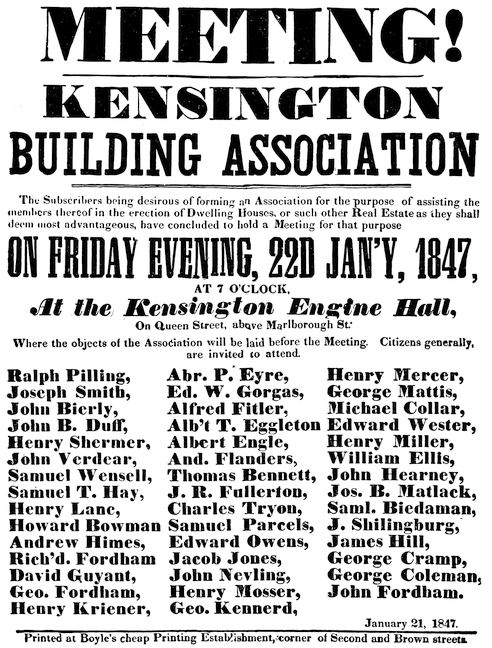 MEETING!
KENSINGTON
BUILDING ASSOCIATION
The Subscribers being desirous of forming an Association for the purpose of assisting the
members thereof in the erection of Dwelling Houses, or such other Real Estate as they shall
deem most advantageous, have concluded to hold a Meeting for that purpose
ON FRIDAY EVENING, 22D JAN'Y, 1847,
AT 7 O'CLOCK,
At the Kensington Engine Hall,
On Queen Street, above Marlborough St.
Where the objects of the Association will be laid before the Meeting. Citizens generally,
are invited to attend.
Ralph Pilling,
Joseph Smith,
John Bierly,
John B. Duff,
Henry Shermer,
John Verdear,
Samuel Wensell,
Samuel T. Hay,
Henry Lane,
Howard Bowman
Andrew Himes,
Rich'd. Fordham
David Guyant,
Geo. Fordham,
Henry Kriener,
Abr. P. Eyre,
Ed. W. Gorgas,
Alfred Fitler,
Alb't T. Eggleton
Albert Engle,
And. Flanders,
Thomas Bennett,
J. R. Fullerton,
Charles Tryon,
Samuel Parcels,
Edward Owens,
Jacob Jones,
John Nevling,
Henry Mosser,
Geo. Kennerd,
Henry Mercer,
George Mattis,
Michael Collar,
Edward Wester,
Henry Miller,
William Ellis,
John Hearney,
Jos. B. Matlack,
Saml. Biedaman,
J. Shilingburg,
James Hill,
George Cramp,
George Coleman,
John Fordham.
January 21, 1847.
Printed at Boyle's cheap Printing Establishment, corner of Second and Brown streets